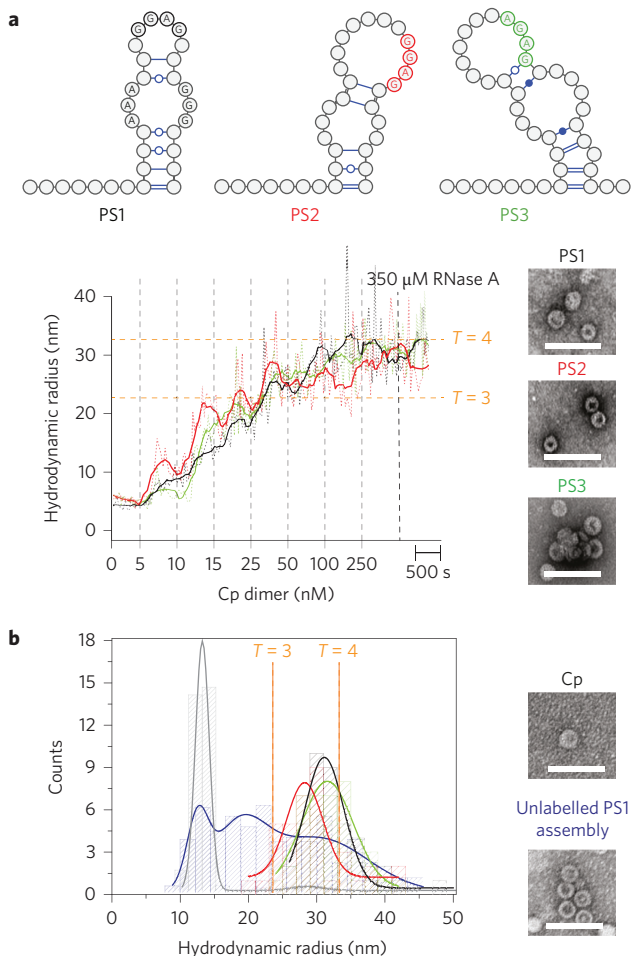 a
G G A G
A A A
G G G
G G A G
A G A G
PS1
PS2
PS3
350 μM RNase A
Hydrodynamic radius (nm)
40
30
20
10
0
T = 4
T = 3
0 5 10 15 25 50 100 250
500 s
Cp dimer (nM)
PS1
PS2
PS3
b
Counts
18
15
12
9
6
3
0
T = 3 T = 4
0 10 20 30 40 50
Hydrodynamic radius (nm)
Cp
Unlabelled PS1
assembly